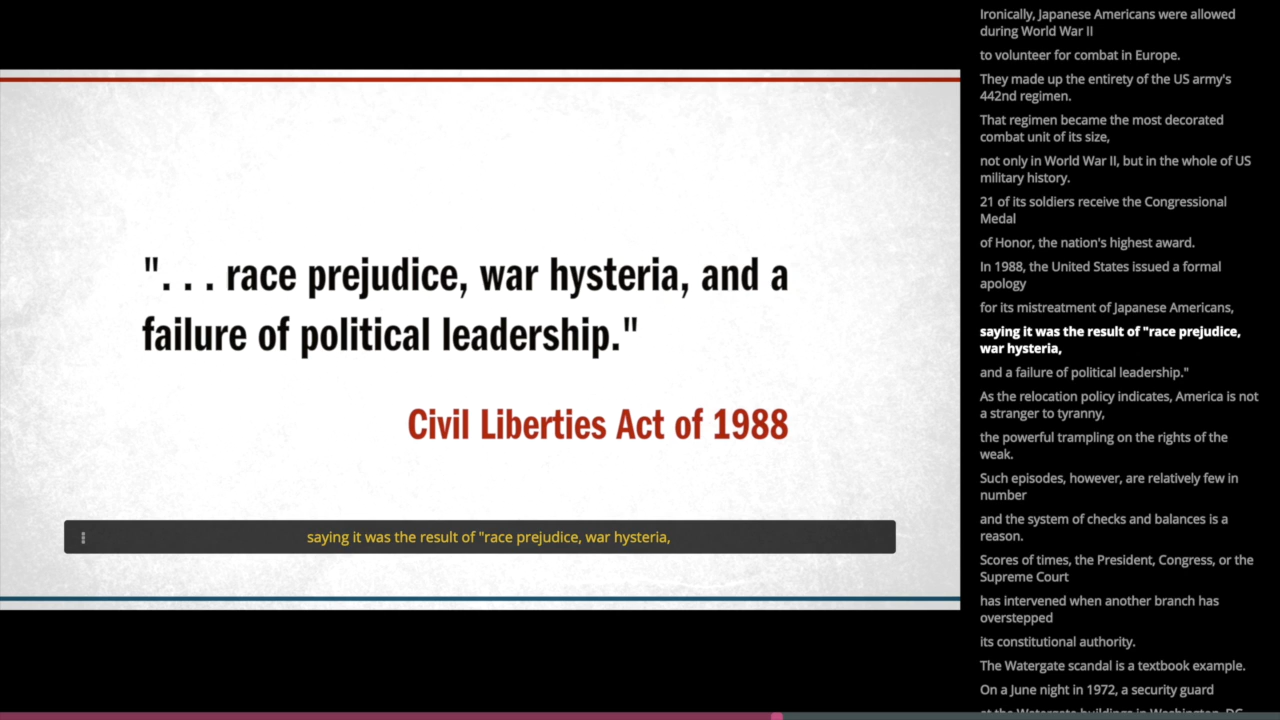 ". . . race prejudice, war hysteria, and a
failure of political leadership."
Civil Liberties Act of 1988
saying it was the result of "race prejudice, war hysteria,
Ironically, Japanese Americans were allowed
during World War II
to volunteer for combat in Europe.
They made up the entirety of the US army's
442nd regimen.
That regimen became the most decorated
combat unit of its size,
not only in World War II, but in the whole of US
military history.
21 of its soldiers receive the Congressional
Medal
of Honor, the nation's highest award.
In 1988, the United States issued a formal
apology
for its mistreatment of Japanese Americans,
saying it was the result of "race prejudice,
war hysteria,
and a failure of political leadership."
As the relocation policy indicates, America is not
a stranger to tyranny,
the powerful trampling on the rights of the
weak.
Such episodes, however, are relatively few in
number
and the system of checks and balances is a
reason.
Scores of times, the President, Congress, or the
Supreme Court
has intervened when another branch has
overstepped
its constitutional authority.
The Watergate scandal is a textbook example.
On a June night in 1972, a security guard
at the Watergate buildings in Washington, DC